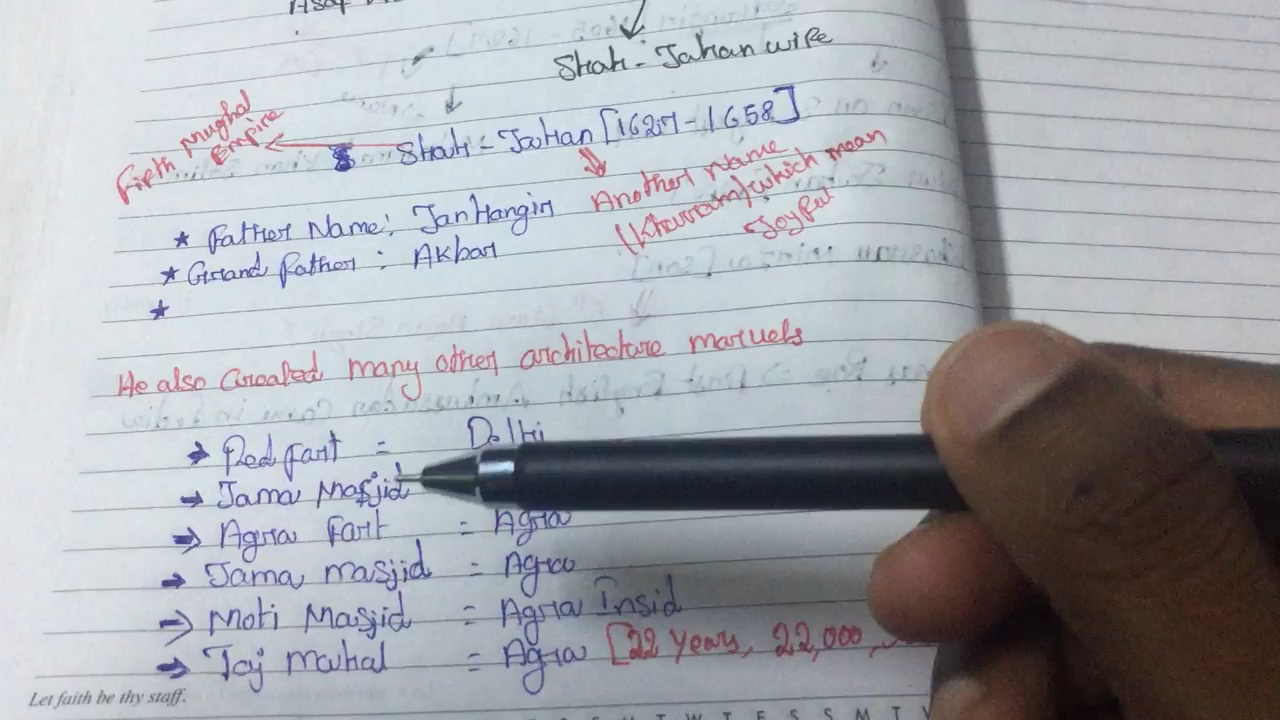 Shah - Jahan wife
Firth Mughal
Empire
Shah - Jahan [1627 - 1658]
Another name
(Khurram) which mean
Joyful
* Father Name: JanHangir
* Grand father : Akbar
*
He also Created many other architecture marvels
→ Red fort = Delhi
→ Jama Masjid
→ Agra Fort = Agra
→ Jama masjid = Agra
→ Moti Masjid = Agra Insid
→ Taj mahal = Agra [22 Years, 22,000
Let faith be thy staff.